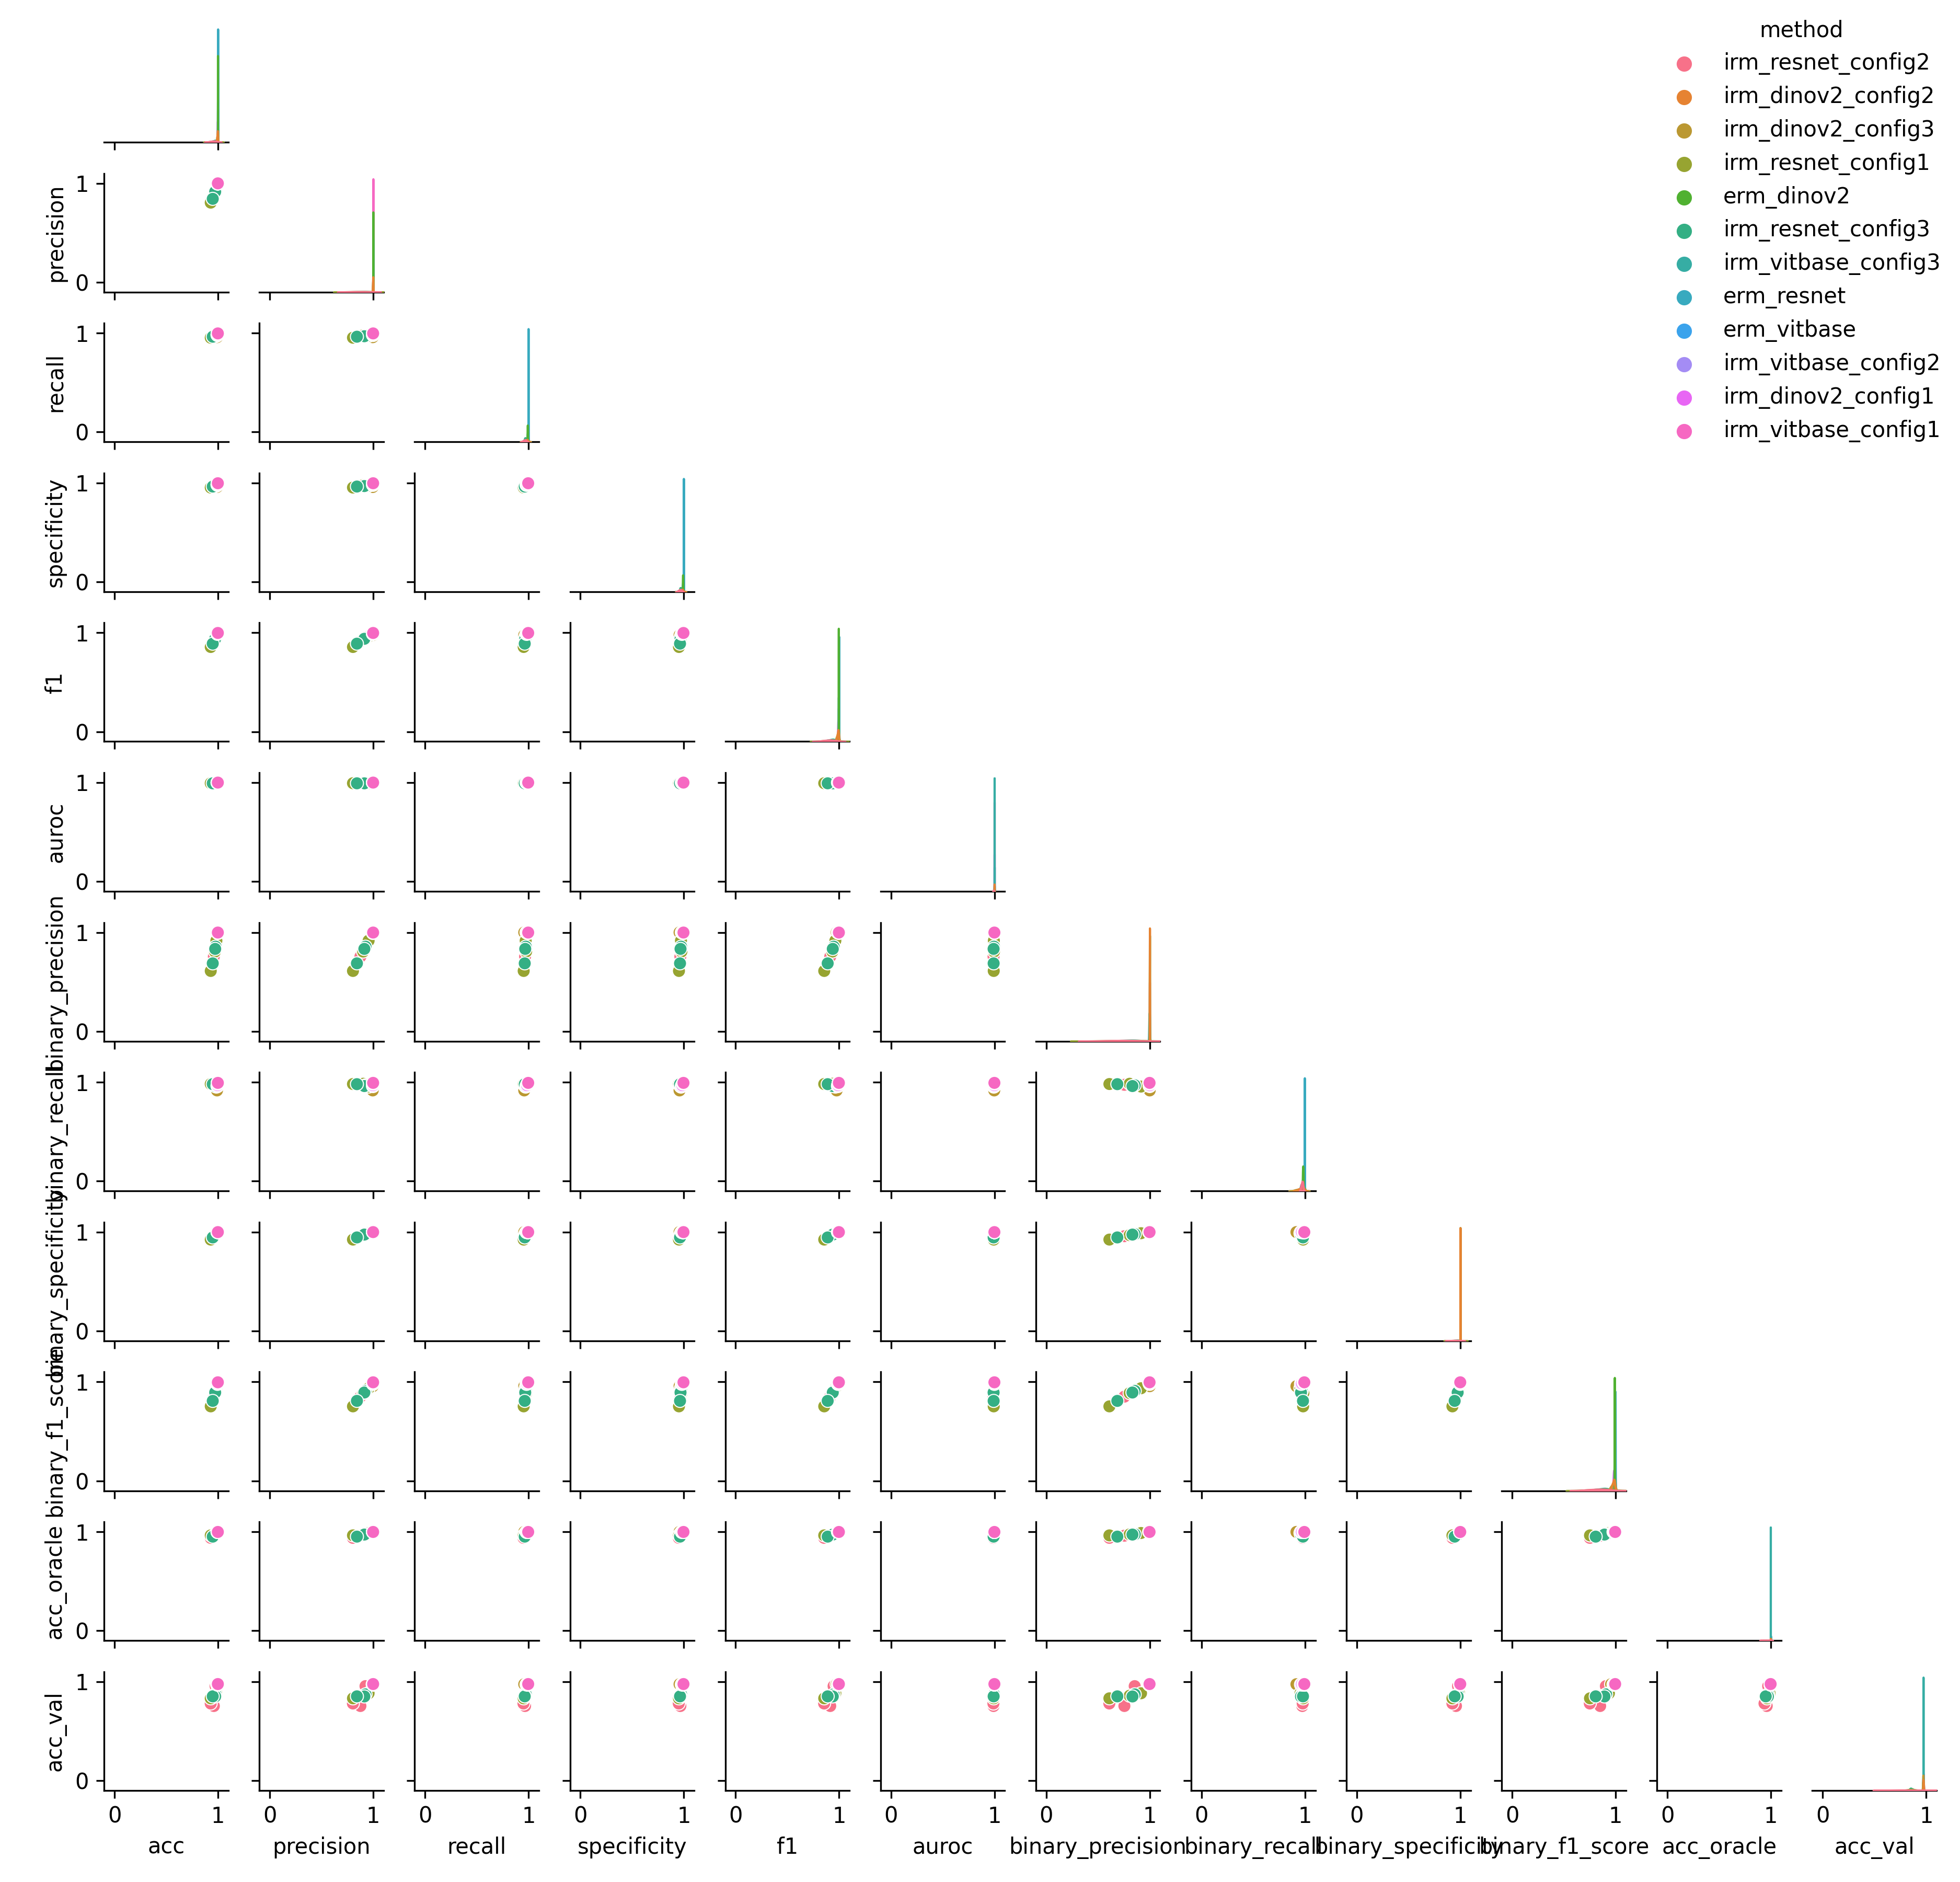 method
irm_resnet_config2
irm_dinov2_config2
irm_dinov2_config3
irm_resnet_config1
erm_dinov2
irm_resnet_config3
irm_vitbase_config3
erm_resnet
erm_vitbase
irm_vitbase_config2
irm_dinov2_config1
irm_vitbase_config1
1
precision
0
1
recall
0
1
specificity
0
1
f1
0
1
auroc
0
1
binary_precision
0
1
binary_recall
0
1
binary_specificity
0
1
binary_f1_score
0
1
acc_oracle
0
1
acc_val
0
0 1 0 1 0 1 0 1 0 1 0 1 0 1 0 1 0 1 0 1 0 1 0 1
acc precision recall specificity f1 auroc binary_precision binary_recall binary_specificity binary_f1_score acc_oracle acc_val